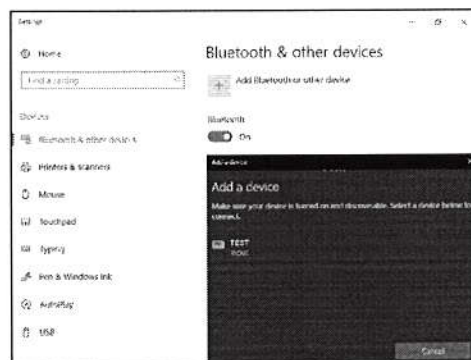 Settings
Home
Find a setting
Devices
Bluetooth & other devices
Printers & scanners
Mouse
Touchpad
Typing
Pen & Windows Ink
AutoPlay
USB
Bluetooth & other devices
Add Bluetooth or other device
Bluetooth
On
Add a device
Add a device
Make sure your device is turned on and discoverable. Select a device below to
connect.
TEST
Cancel